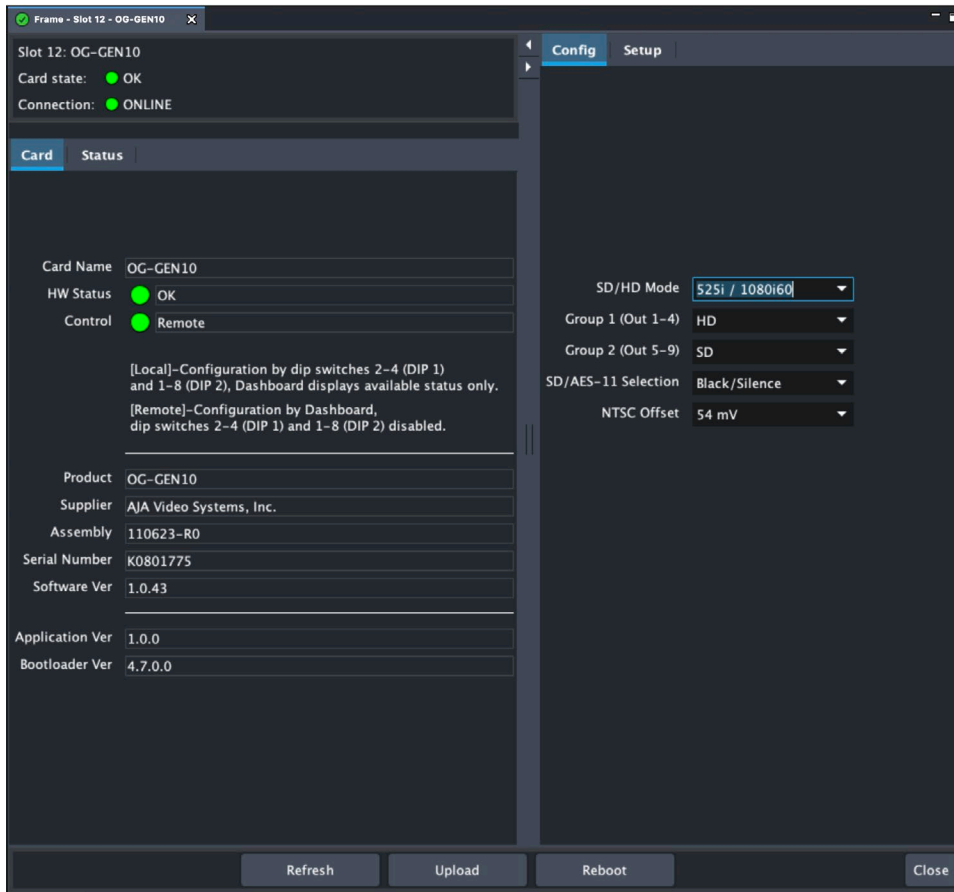 Frame - Slot 12 - OG-GEN10
Slot 12: OG-GEN10
Card state: OK
Connection: ONLINE
Card Status
Card Name OG-GEN10
HW Status OK
Control Remote
[Local]-Configuration by dip switches 2-4 (DIP 1)
and 1-8 (DIP 2), Dashboard displays available status only.
[Remote]-Configuration by Dashboard,
dip switches 2-4 (DIP 1) and 1-8 (DIP 2) disabled.
Product OG-GEN10
Supplier AJA Video Systems, Inc.
Assembly 110623-R0
Serial Number K0801775
Software Ver 1.0.43
Application Ver 1.0.0
Bootloader Ver 4.7.0.0
Config Setup
SD/HD Mode 525i / 1080i60
Group 1 (Out 1-4) HD
Group 2 (Out 5-9) SD
SD/AES-11 Selection Black/Silence
NTSC Offset 54 mV
Refresh Upload Reboot Close